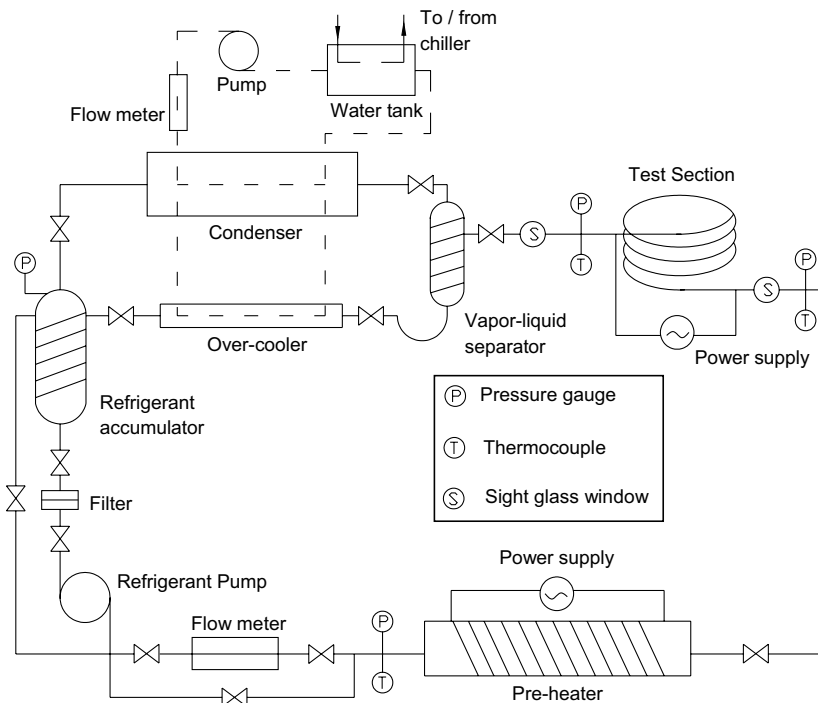 To / from
chiller
Pump
Water tank
Flow meter
Test Section
Condenser
P
S
P
T
P
S
T
Over-cooler
Vapor-liquid
separator
Power supply
Refrigerant
accumulator
P Pressure gauge
T Thermocouple
S Sight glass window
Filter
Power supply
Refrigerant Pump
Flow meter
P
T
Pre-heater